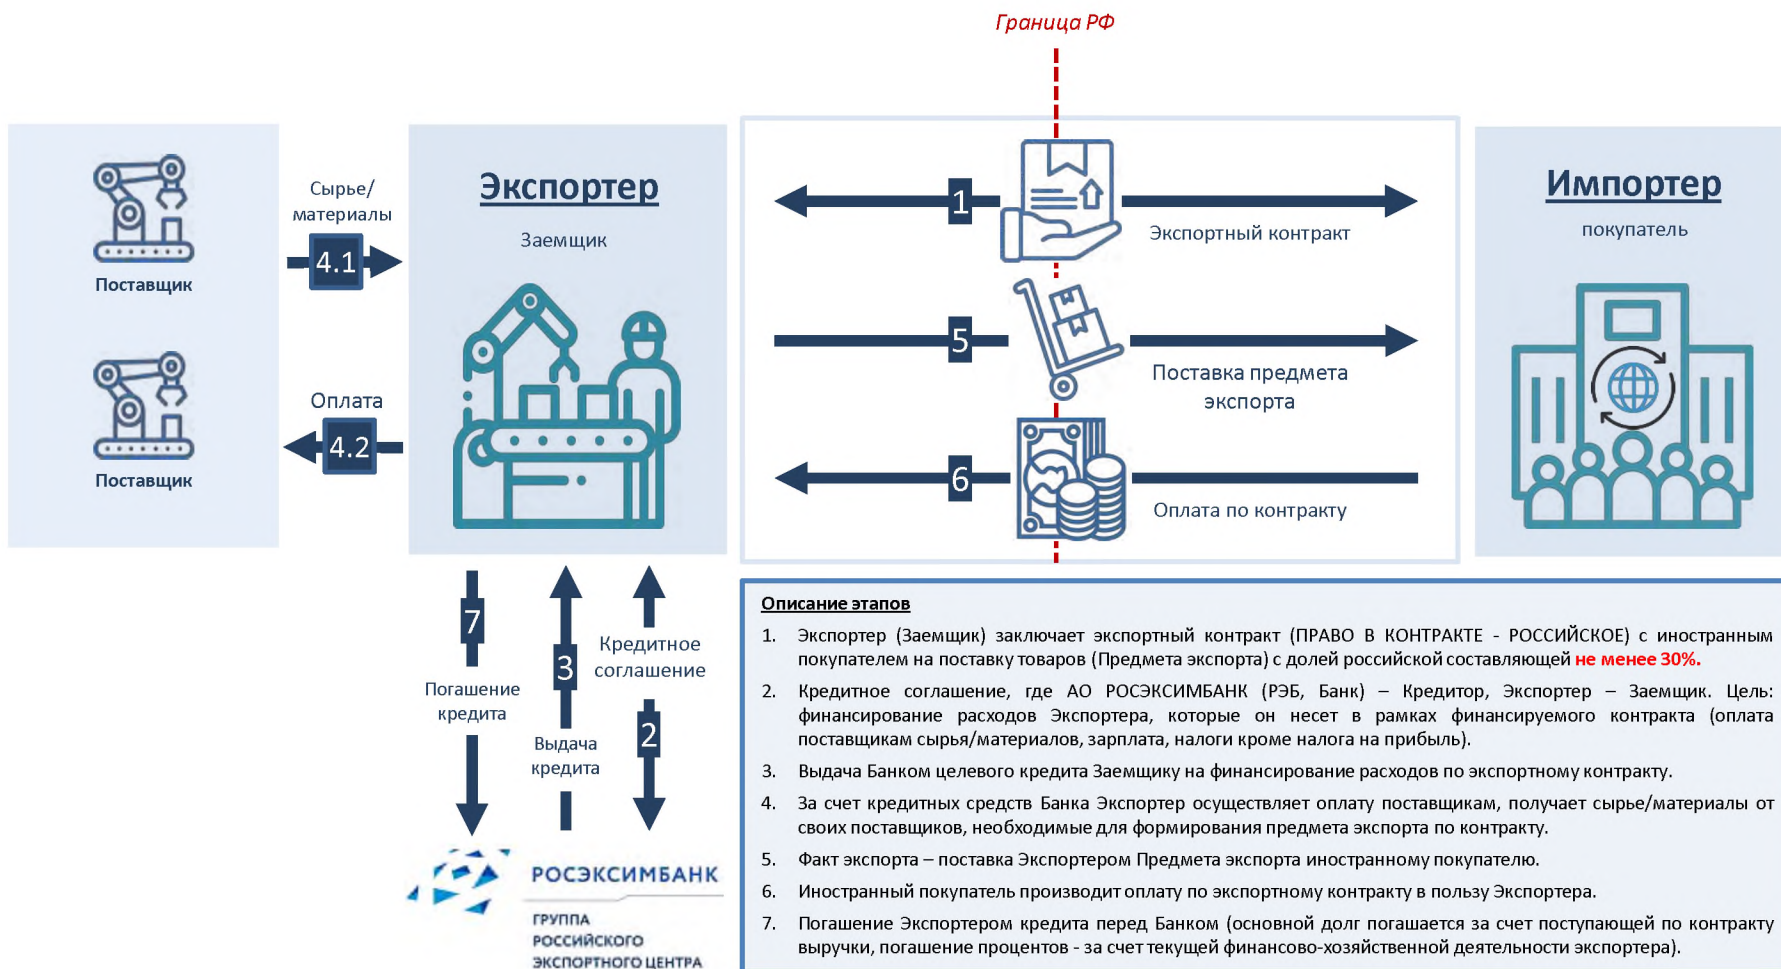 Граница РФ
Сырье/
материалы
4.1
Поставщик
Оплата
4.2
Поставщик
Экспортер
Заемщик
1
Экспортный контракт
5
Поставка предмета
экспорта
6
Оплата по контракту
Импортер
покупатель
7
Погашение
кредита
3
Выдача
кредита
Кредитное
соглашение
2
РОСЭКСИМБАНК
ГРУППА
РОССИЙСКОГО
ЭКСПОРТНОГО ЦЕНТРА
Описание этапов
1. Экспортер (Заемщик) заключает экспортный контракт (ПРАВО В КОНТРАКТЕ - РОССИЙСКОЕ) с иностранным
покупателем на поставку товаров (Предмета экспорта) с долей российской составляющей не менее 30%.
2. Кредитное соглашение, где АО РОСЭКСИМБАНК (РЭБ, Банк) – Кредитор, Экспортер – Заемщик. Цель:
финансирование расходов Экспортера, которые он несет в рамках финансируемого контракта (оплата
поставщикам сырья/материалов, зарплата, налоги кроме налога на прибыль).
3. Выдача Банком целевого кредита Заемщику на финансирование расходов по экспортному контракту.
4. За счет кредитных средств Банка Экспортер осуществляет оплату поставщикам, получает сырье/материалы от
своих поставщиков, необходимые для формирования предмета экспорта по контракту.
5. Факт экспорта – поставка Экспортером Предмета экспорта иностранному покупателю.
6. Иностранный покупатель производит оплату по экспортному контракту в пользу Экспортера.
7. Погашение Экспортером кредита перед Банком (основной долг погашается за счет поступающей по контракту
выручки, погашение процентов - за счет текущей финансово-хозяйственной деятельности экспортера).